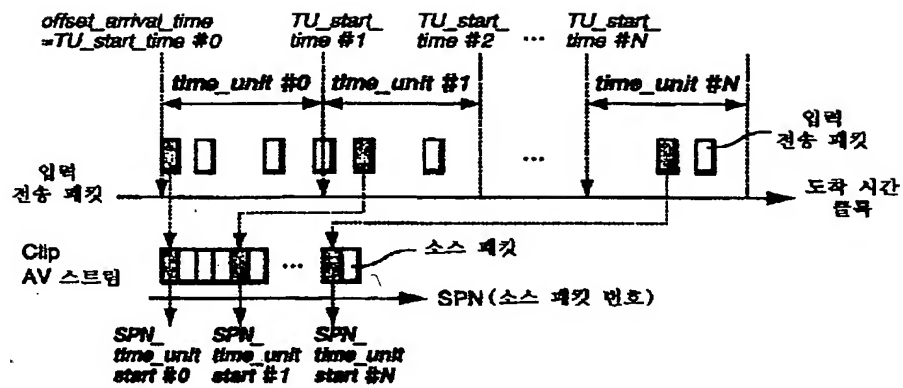 offset_arrival_time
=TU_start_time #0
TU_start_
time #1
TU_start_
time #2
...
TU_start_
time #N
time_unit #0
time_unit #1
time_unit #N
입력
전송 패킷
...
입력
전송 패킷
도착 시간
클록
Clip
AV 스트림
...
소스 패킷
SPN(소스 패킷 번호)
SPN_
time_unit
start #0
SPN_
time_unit
start #1
SPN_
time_unit
start #N